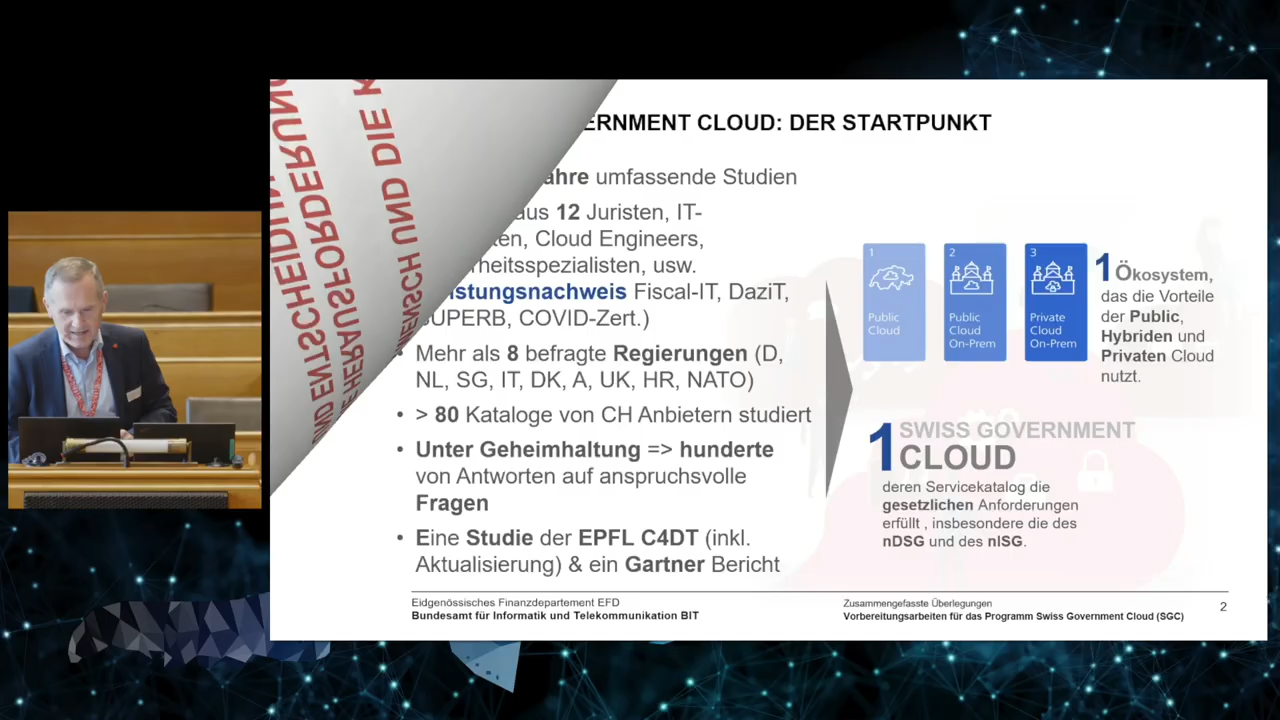 ERNMENT CLOUD: DER STARTPUNKT
umfassende Studien
aus 12 Juristen, IT-
Cloud Engineers,
usw.
Fiscal-IT, DaziT,
COVID-Zert.)
• Mehr als 8 befragte Regierungen (D,
NL, SG, IT, DK, A, UK, HR, NATO)
• > 80 Kataloge von CH Anbietern studiert
• Unter Geheimhaltung => hunderte
von Antworten auf anspruchsvolle
Fragen
• Eine Studie der EPFL C4DT (inkl.
Aktualisierung) & ein Gartner Bericht
1
Public
Cloud
2
Public
Cloud
On-Prem
3
Private
Cloud
On-Prem
1 Ökosystem,
das die Vorteile
der Public,
Hybriden und
Privaten Cloud
nutzt.
1 SWISS GOVERNMENT
CLOUD
deren Servicekatalog die
gesetzlichen Anforderungen
erfüllt , insbesondere die des
nDSG und des nISG.
Eidgenössisches Finanzdepartement EFD
Bundesamt für Informatik und Telekommunikation BIT
Zusammengefasste Überlegungen
Vorbereitungsarbeiten für das Programm Swiss Government Cloud (SGC)
2